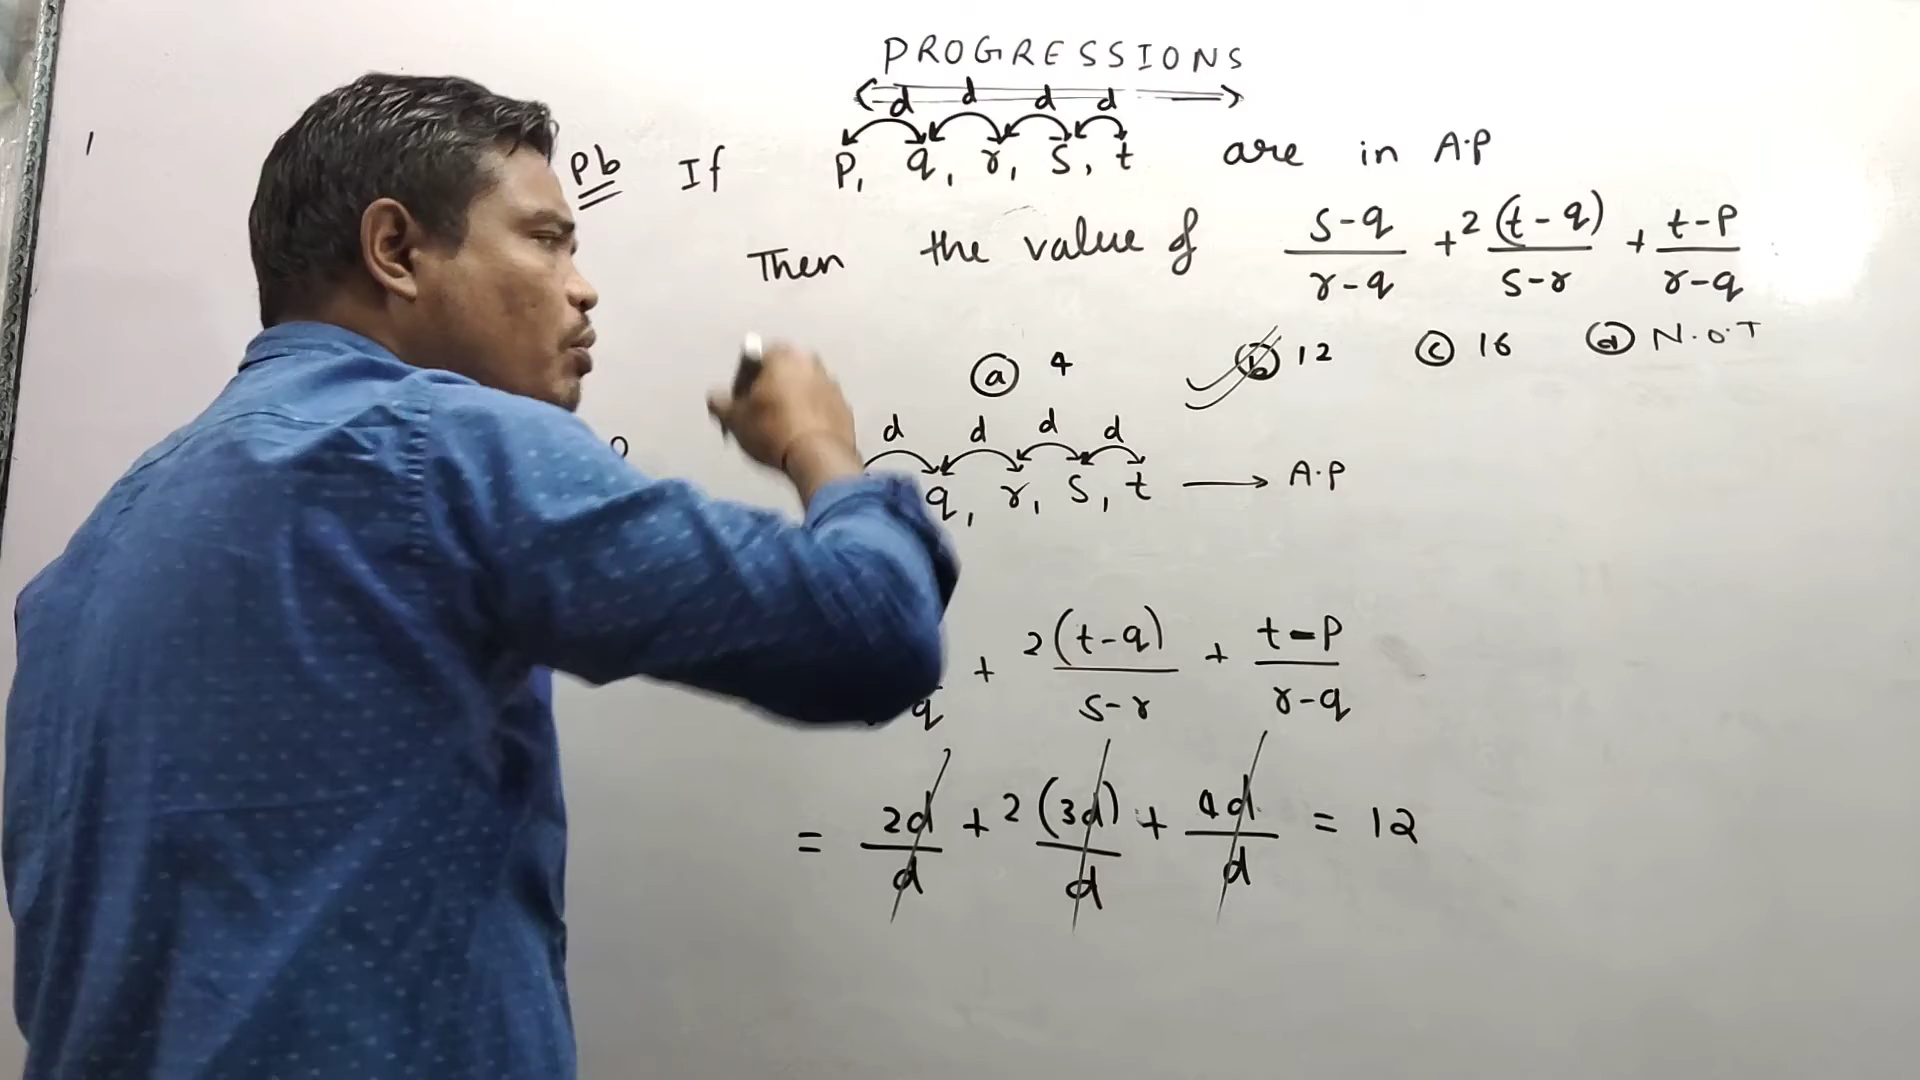 PROGRESSIONS
d d d d
Pb If p, q, r, s, t are in A.P
Then the value of s-q/r-q + 2(t-q)/s-r + t-p/r-q
(a) 4 (b) 12 (c) 16 (d) N.O.T
d d d d
q, r, s, t → A.P
q + 2(t-q)/s-r + t-p/r-q
= 2d/d + 2(3d)/d + 4d/d = 12